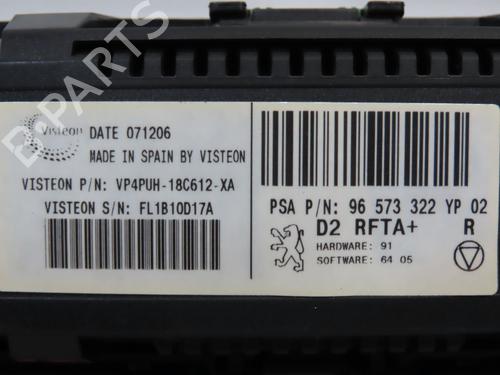 B-PARTS
Visteon
DATE 071206
MADE IN SPAIN BY VISTEON
VISTEON P/N: VP4PUH-18C612-XA
VISTEON S/N: FL1B10D17A
PSA P/N: 96 573 322 YP 02
D2 RFTA+ R
HARDWARE: 91
SOFTWARE: 64 05